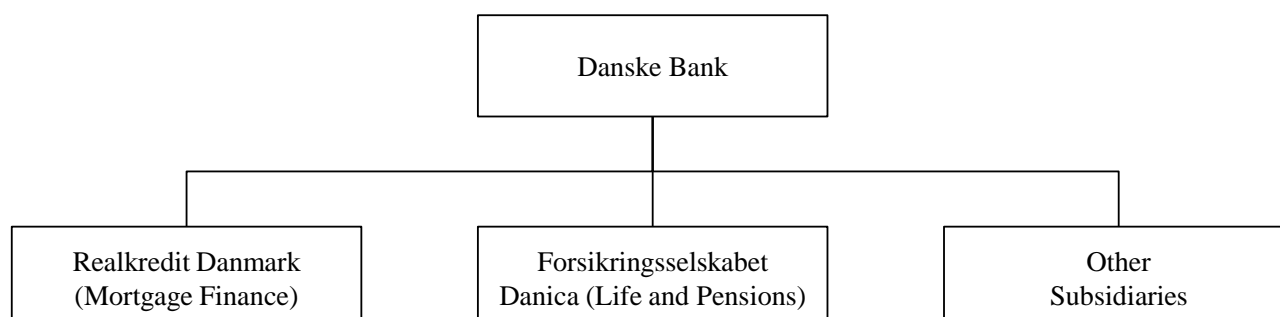 Danske Bank
Realkredit Danmark
(Mortgage Finance)
Forsikringsselskabet
Danica (Life and Pensions)
Other
Subsidiaries